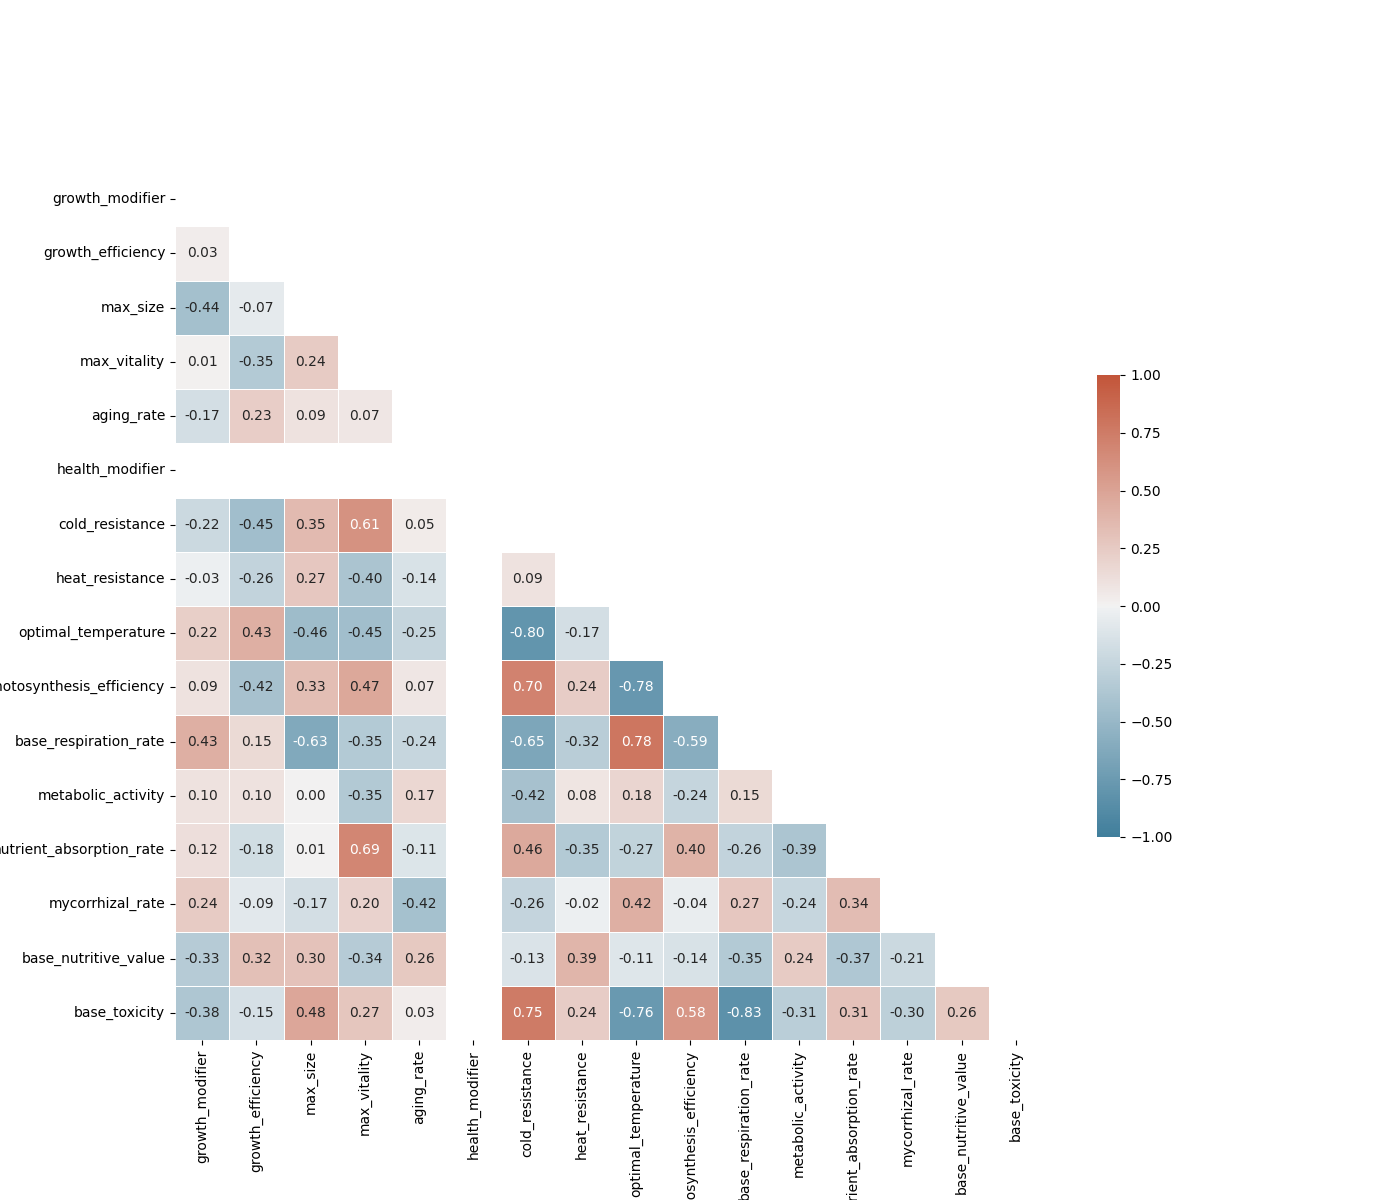 growth_modifier
growth_efficiency 0.03
max_size -0.44 -0.07
max_vitality 0.01 -0.35 0.24
aging_rate -0.17 0.23 0.09 0.07
health_modifier
cold_resistance -0.22 -0.45 0.35 0.61 0.05
heat_resistance -0.03 -0.26 0.27 -0.40 -0.14 0.09
optimal_temperature 0.22 0.43 -0.46 -0.45 -0.25 -0.80 -0.17
hotosynthesis_efficiency 0.09 -0.42 0.33 0.47 0.07 0.70 0.24 -0.78
base_respiration_rate 0.43 0.15 -0.63 -0.35 -0.24 -0.65 -0.32 0.78 -0.59
metabolic_activity 0.10 0.10 0.00 -0.35 0.17 -0.42 0.08 0.18 -0.24 0.15
utrient_absorption_rate 0.12 -0.18 0.01 0.69 -0.11 0.46 -0.35 -0.27 0.40 -0.26 -0.39
mycorrhizal_rate 0.24 -0.09 -0.17 0.20 -0.42 -0.26 -0.02 0.42 -0.04 0.27 -0.24 0.34
base_nutritive_value -0.33 0.32 0.30 -0.34 0.26 -0.13 0.39 -0.11 -0.14 -0.35 0.24 -0.37 -0.21
base_toxicity -0.38 -0.15 0.48 0.27 0.03 0.75 0.24 -0.76 0.58 -0.83 -0.31 0.31 -0.30 0.26
growth_modifier
growth_efficiency
max_size
max_vitality
aging_rate
health_modifier
cold_resistance
heat_resistance
optimal_temperature
osynthesis_efficiency
base_respiration_rate
metabolic_activity
rient_absorption_rate
mycorrhizal_rate
base_nutritive_value
base_toxicity
1.00
0.75
0.50
0.25
0.00
−0.25
−0.50
−0.75
−1.00